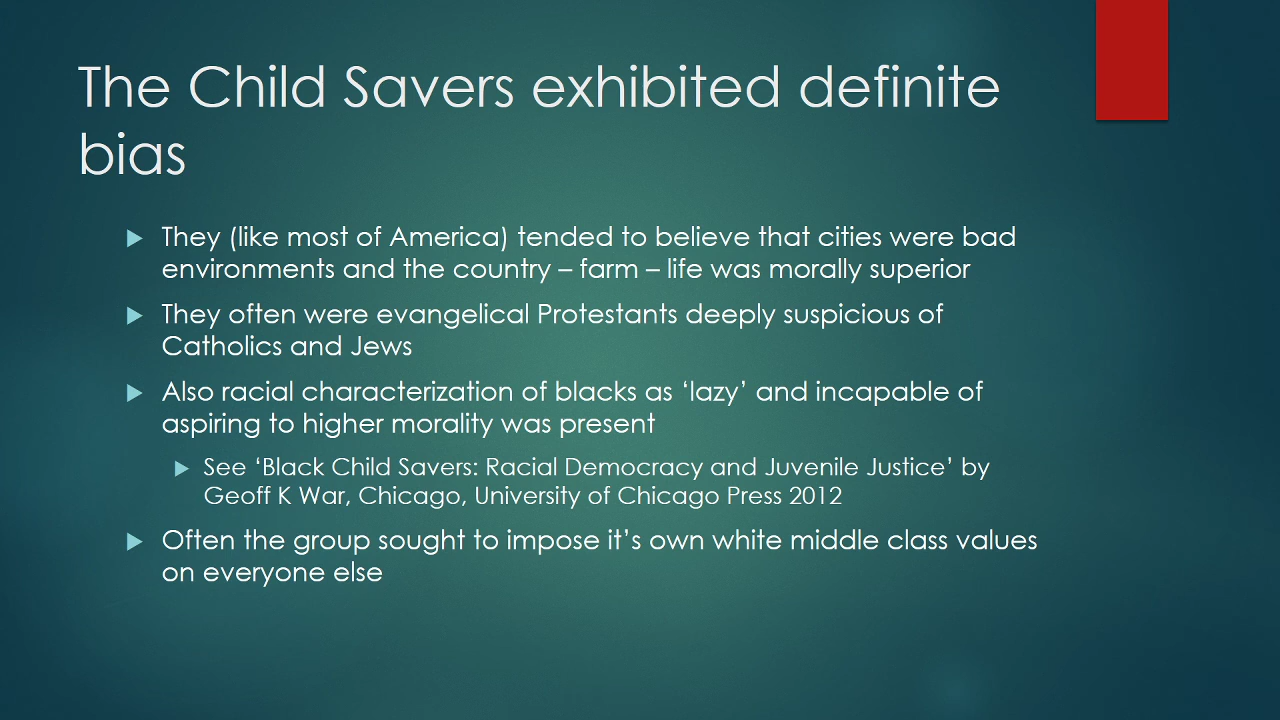 The Child Savers exhibited definite
bias
They (like most of America) tended to believe that cities were bad
environments and the country – farm – life was morally superior
They often were evangelical Protestants deeply suspicious of
Catholics and Jews
Also racial characterization of blacks as ‘lazy’ and incapable of
aspiring to higher morality was present
See ‘Black Child Savers: Racial Democracy and Juvenile Justice’ by
Geoff K War, Chicago, University of Chicago Press 2012
Often the group sought to impose it’s own white middle class values
on everyone else